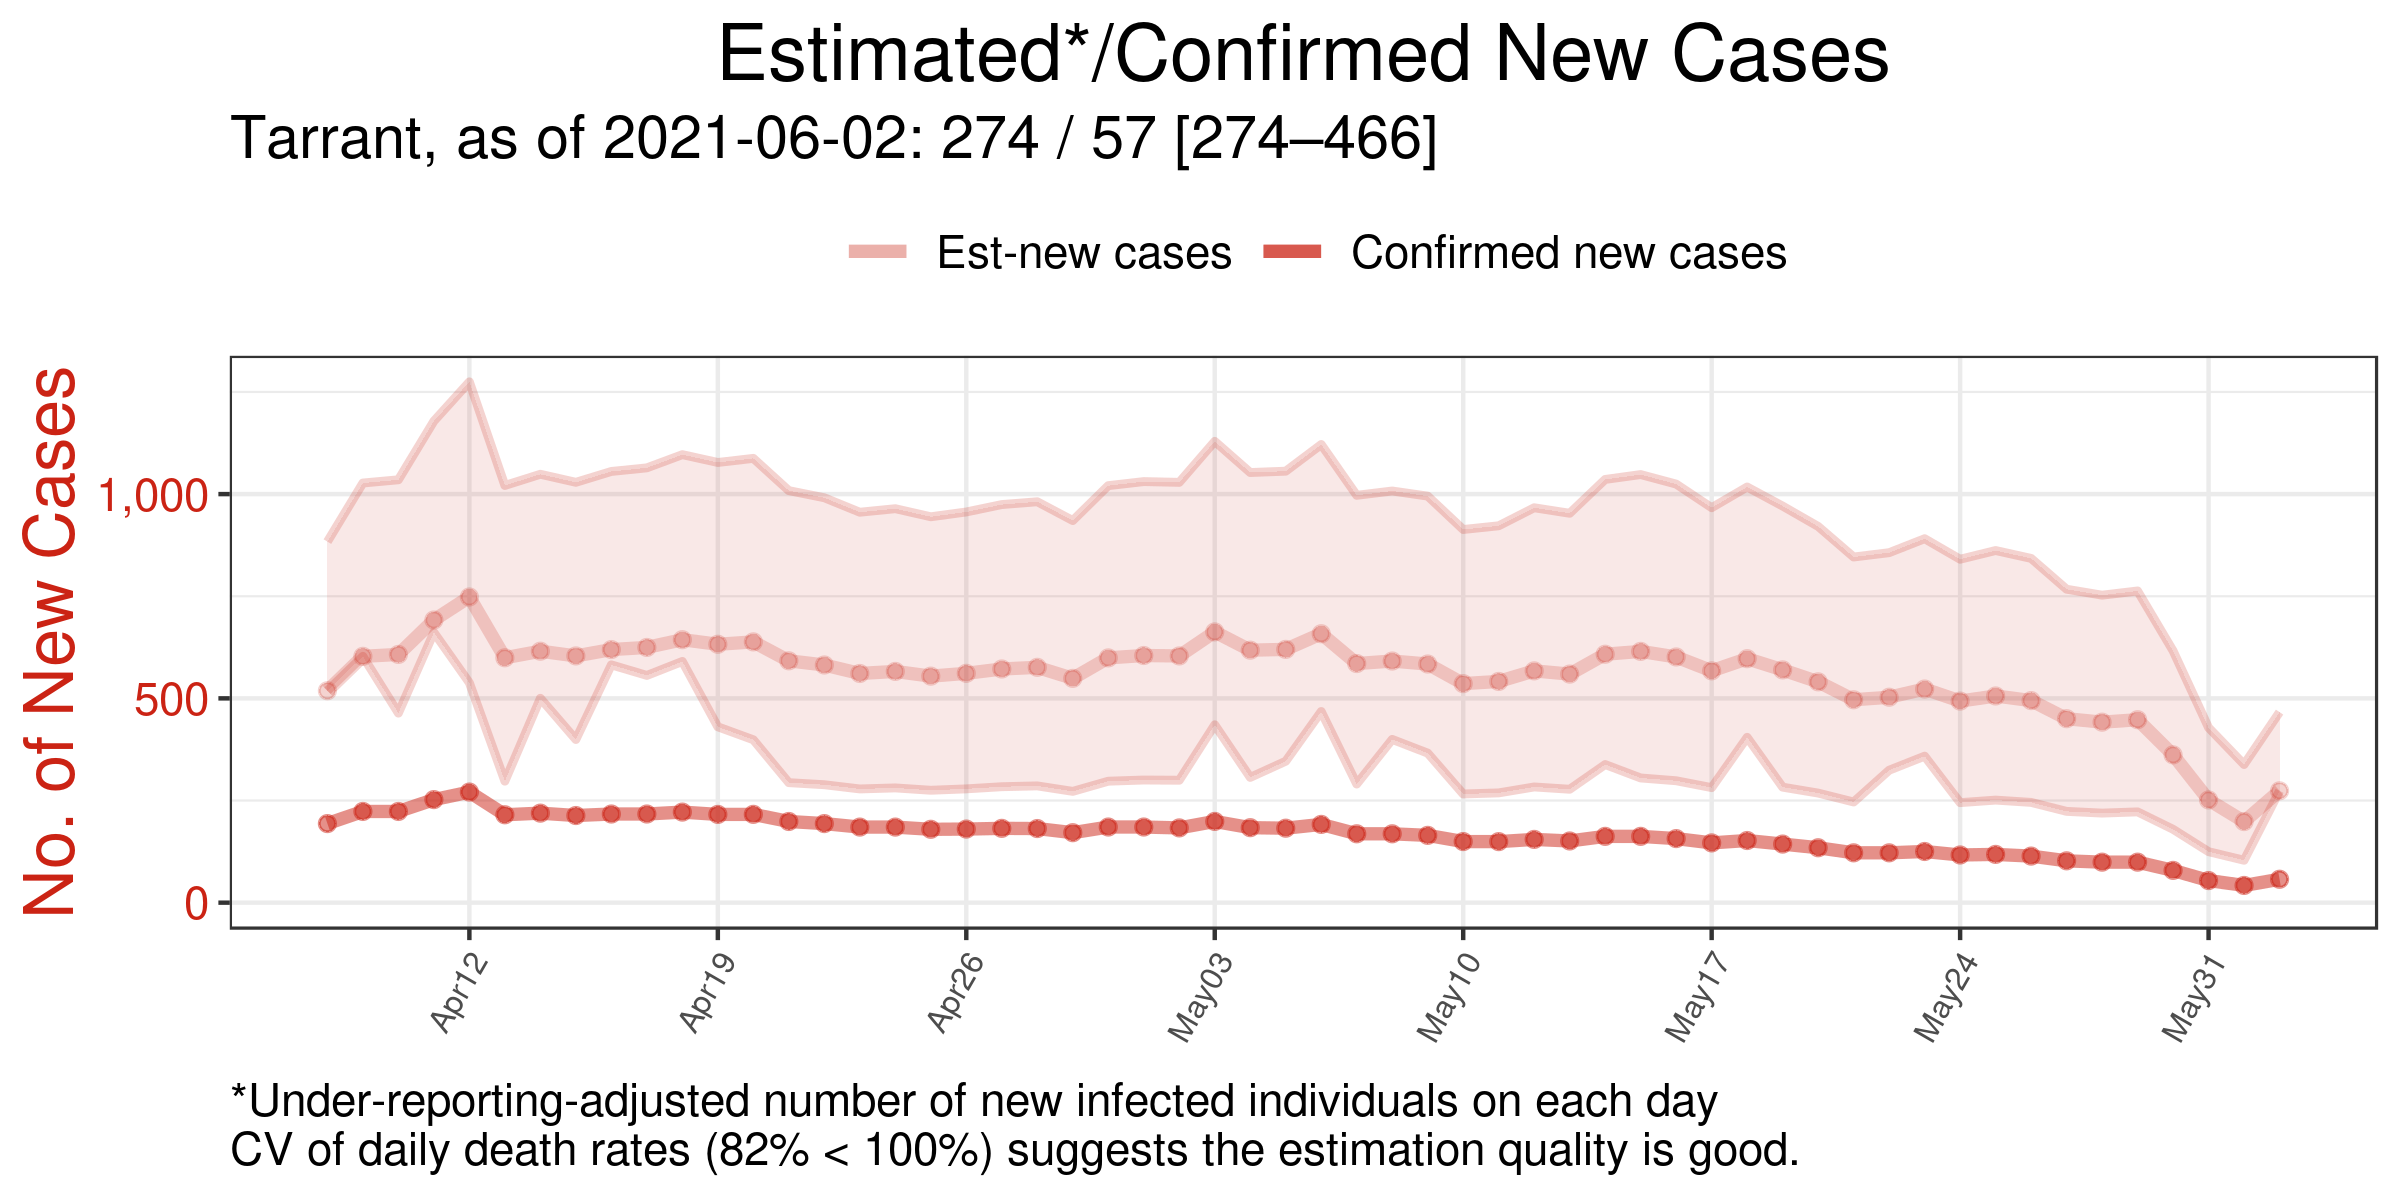 Estimated*/Confirmed New Cases
Tarrant, as of 2021-06-02: 274 / 57 [274–466]
Est-new cases Confirmed new cases
No. of New Cases
1,000
500
0
Apr12 Apr19 Apr26 May03 May10 May17 May24 May31
*Under-reporting-adjusted number of new infected individuals on each day
CV of daily death rates (82% < 100%) suggests the estimation quality is good.